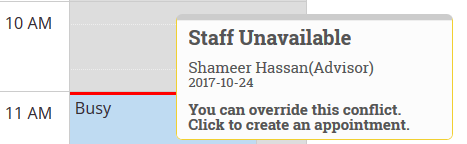 10 AM
Staff Unavailable
Shameer Hassan(Advisor)
2017-10-24
11 AM
Busy
You can override this conflict.
Click to create an appointment.